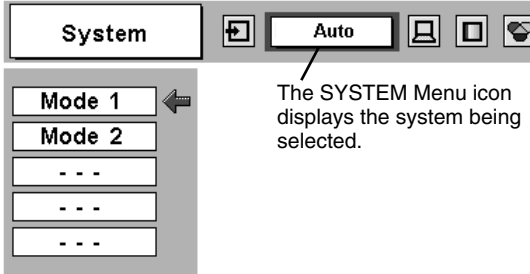 System
Auto
The SYSTEM Menu icon
displays the system being
selected.
Mode 1
Mode 2
- - -
- - -
- - -